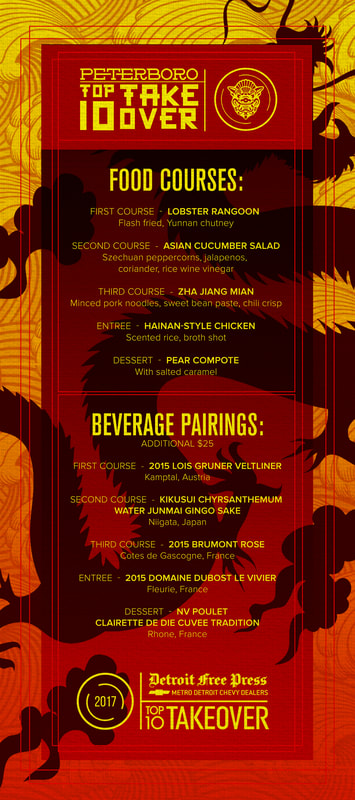 PETERBORO
TOP TAKE
10 OVER
FOOD COURSES:
FIRST COURSE - LOBSTER RANGOON
Flash fried, Yunnan chutney
SECOND COURSE - ASIAN CUCUMBER SALAD
Szechuan peppercorns, jalapenos,
coriander, rice wine vinegar
THIRD COURSE - ZHA JIANG MIAN
Minced pork noodles, sweet bean paste, chili crisp
ENTREE - HAINAN-STYLE CHICKEN
Scented rice, broth shot
DESSERT - PEAR COMPOTE
With salted caramel
BEVERAGE PAIRINGS:
ADDITIONAL $25
FIRST COURSE - 2015 LOIS GRUNER VELTLINER
Kamptal, Austria
SECOND COURSE - KIKUSUI CHYRSANTHEMUM
WATER JUNMAI GINGO SAKE
Niigata, Japan
THIRD COURSE - 2015 BRUMONT ROSE
Cotes de Gascogne, France
ENTREE - 2015 DOMAINE DUBOST LE VIVIER
Fleurie, France
DESSERT - NV POULET
CLAIRETTE DE DIE CUVEE TRADITION
Rhone, France
2017
Detroit Free Press
METRO DETROIT CHEVY DEALERS
TOP 10 TAKEOVER